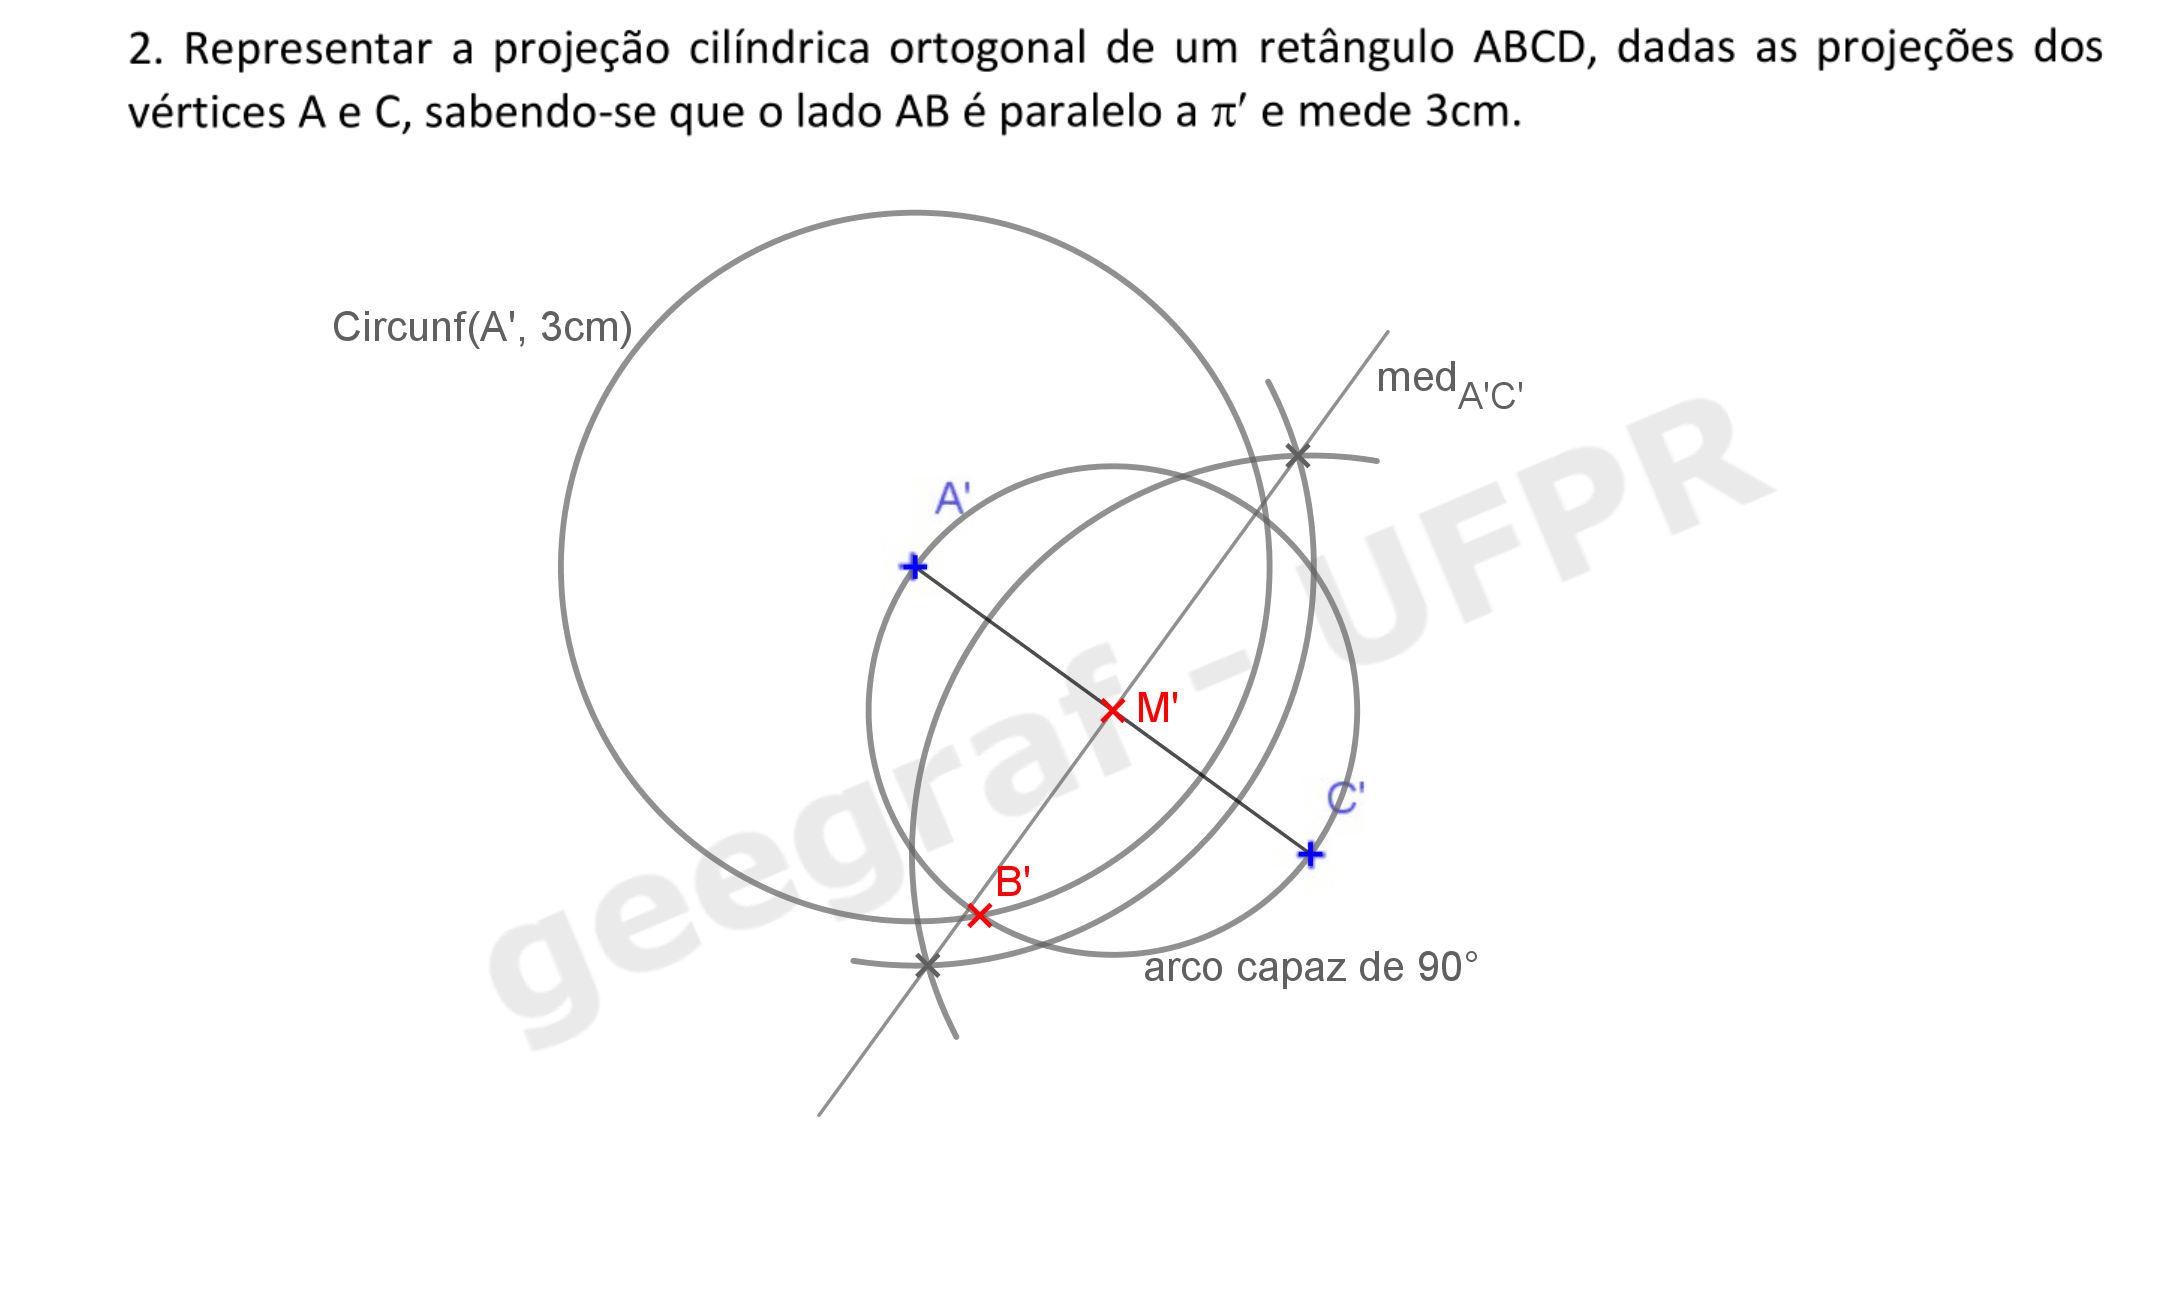 2. Representar a projeção cilíndrica ortogonal de um retângulo ABCD, dadas as projeções dos
vértices A e C, sabendo-se que o lado AB é paralelo a π′ e mede 3cm.
Circunf(A', 3cm)
med A'C'
A'
M'
C'
B'
arco capaz de 90°
geegraf - UFPR